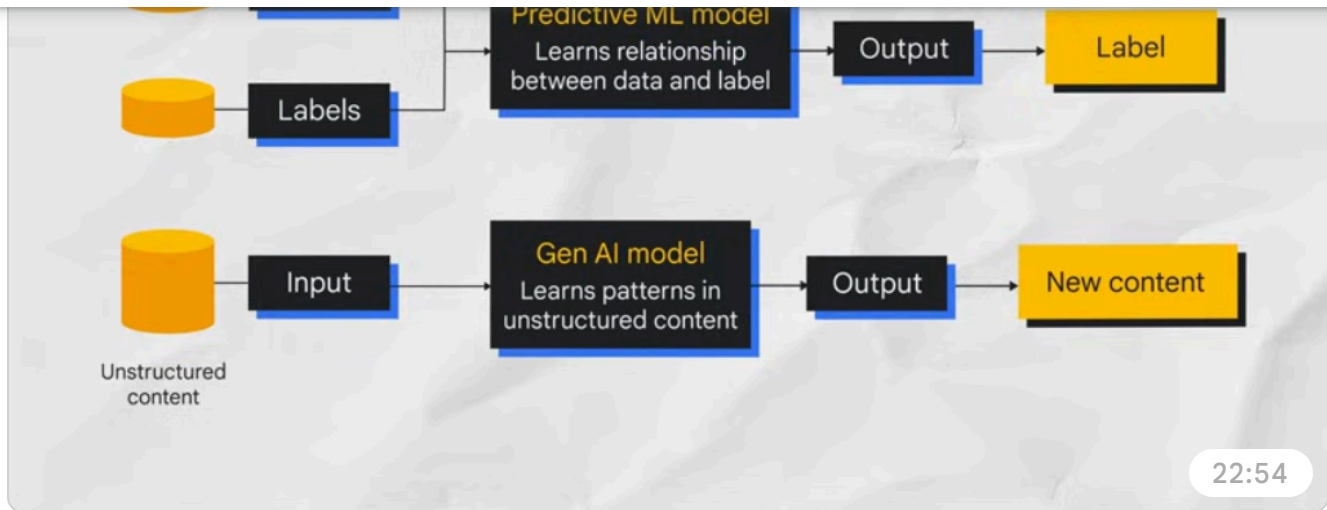 Predictive ML model
Learns relationship
between data and label
Output
Label
Labels
Gen AI model
Learns patterns in
unstructured content
Input
Output
New content
Unstructured
content
22:54